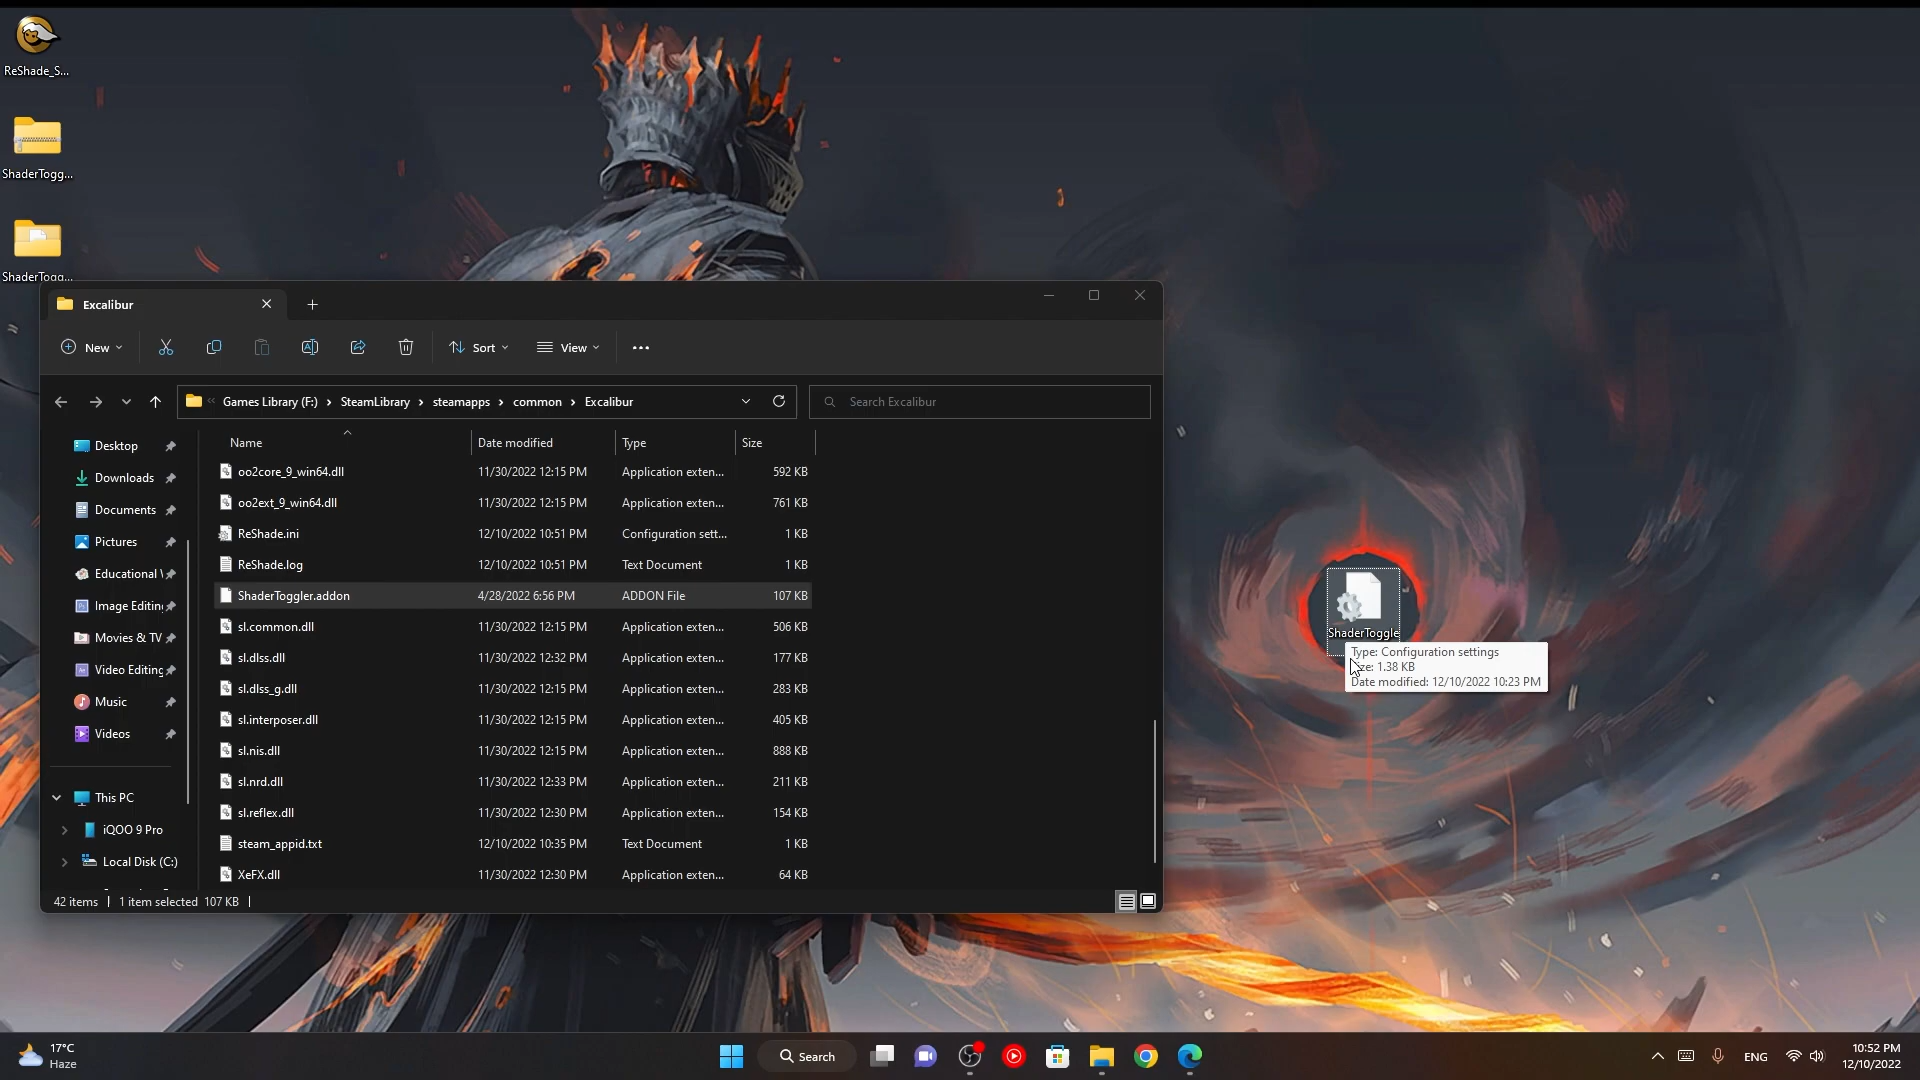 ReShade_S...
ShaderTogg...
ShaderTogg...
Excalibur
New
Sort
View
Games Library (F:) › SteamLibrary › steamapps › common › Excalibur
Search Excalibur
Name Date modified Type Size
oo2core_9_win64.dll 11/30/2022 12:15 PM Application exten... 592 KB
oo2ext_9_win64.dll 11/30/2022 12:15 PM Application exten... 761 KB
ReShade.ini 12/10/2022 10:51 PM Configuration sett... 1 KB
ReShade.log 12/10/2022 10:51 PM Text Document 1 KB
ShaderToggler.addon 4/28/2022 6:56 PM ADDON File 107 KB
sl.common.dll 11/30/2022 12:15 PM Application exten... 506 KB
sl.dlss.dll 11/30/2022 12:32 PM Application exten... 177 KB
sl.dlss_g.dll 11/30/2022 12:15 PM Application exten... 283 KB
sl.interposer.dll 11/30/2022 12:15 PM Application exten... 405 KB
sl.nis.dll 11/30/2022 12:15 PM Application exten... 888 KB
sl.nrd.dll 11/30/2022 12:33 PM Application exten... 211 KB
sl.reflex.dll 11/30/2022 12:30 PM Application exten... 154 KB
steam_appid.txt 12/10/2022 10:35 PM Text Document 1 KB
XeFX.dll 11/30/2022 12:30 PM Application exten... 64 KB
Desktop
Downloads
Documents
Pictures
Educational
Image Editin
Movies & TV
Video Editing
Music
Videos
This PC
iQOO 9 Pro
Local Disk (C:)
42 items 1 item selected 107 KB
ShaderToggle
Type: Configuration settings
1.38 KB
Date modified: 12/10/2022 10:23 PM
17°C
Haze
Search
ENG
10:52 PM
12/10/2022